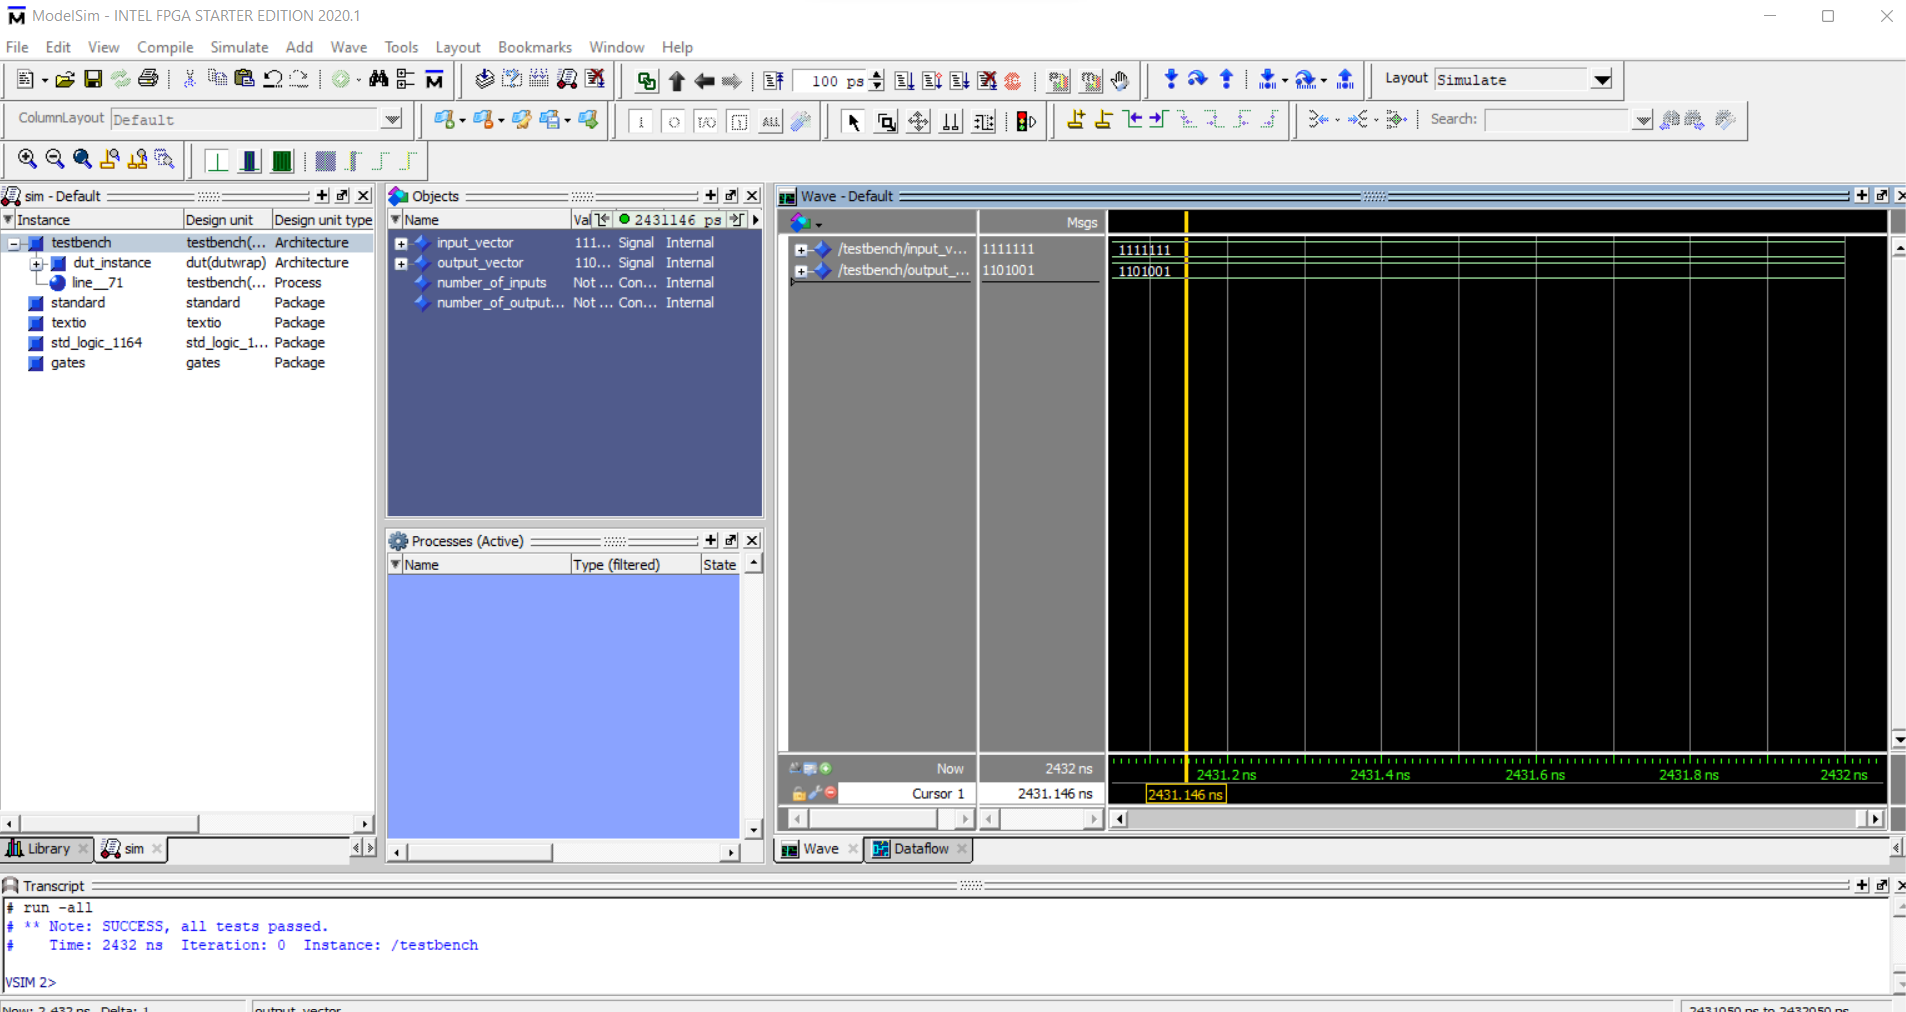 ModelSim - INTEL FPGA STARTER EDITION 2020.1
File Edit View Compile Simulate Add Wave Tools Layout Bookmarks Window Help
100 ps
Layout Simulate
ColumnLayout Default
ALL
Search:
sim - Default
Instance Design unit Design unit type
testbench testbench(... Architecture
dut_instance dut(dutwrap) Architecture
line__71 testbench(... Process
standard standard Package
textio textio Package
std_logic_1164 std_logic_1... Package
gates gates Package
Library
sim
Objects
Name Val 2431146 ps
input_vector 111... Signal Internal
output_vector 110... Signal Internal
number_of_inputs Not ... Con... Internal
number_of_output... Not ... Con... Internal
Processes (Active)
Name Type (filtered) State
Wave - Default
Msgs
/testbench/input_v... 1111111 1111111
/testbench/output_... 1101001 1101001
Now 2432 ns
2431.2 ns 2431.4 ns 2431.6 ns 2431.8 ns 2432 ns
Cursor 1 2431.146 ns 2431.146 ns
Wave
Dataflow
Transcript
# run -all
# ** Note: SUCCESS, all tests passed.
#    Time: 2432 ns  Iteration: 0  Instance: /testbench
VSIM 2>
Now: 2,432 ns Delta: 1
output_vector
2431050 ps to 2432050 ps